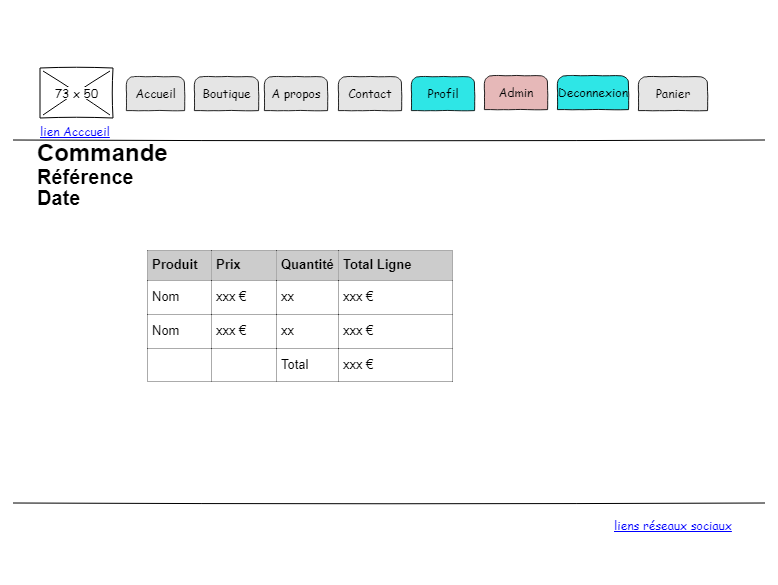 73 x 50
Accueil
Boutique
A propos
Contact
Profil
Admin
Deconnexion
Panier
lien Acccueil
Commande
Référence
Date
Produit Prix Quantité Total Ligne
Nom xxx € xx xxx €
Nom xxx € xx xxx €
Total xxx €
liens réseaux sociaux